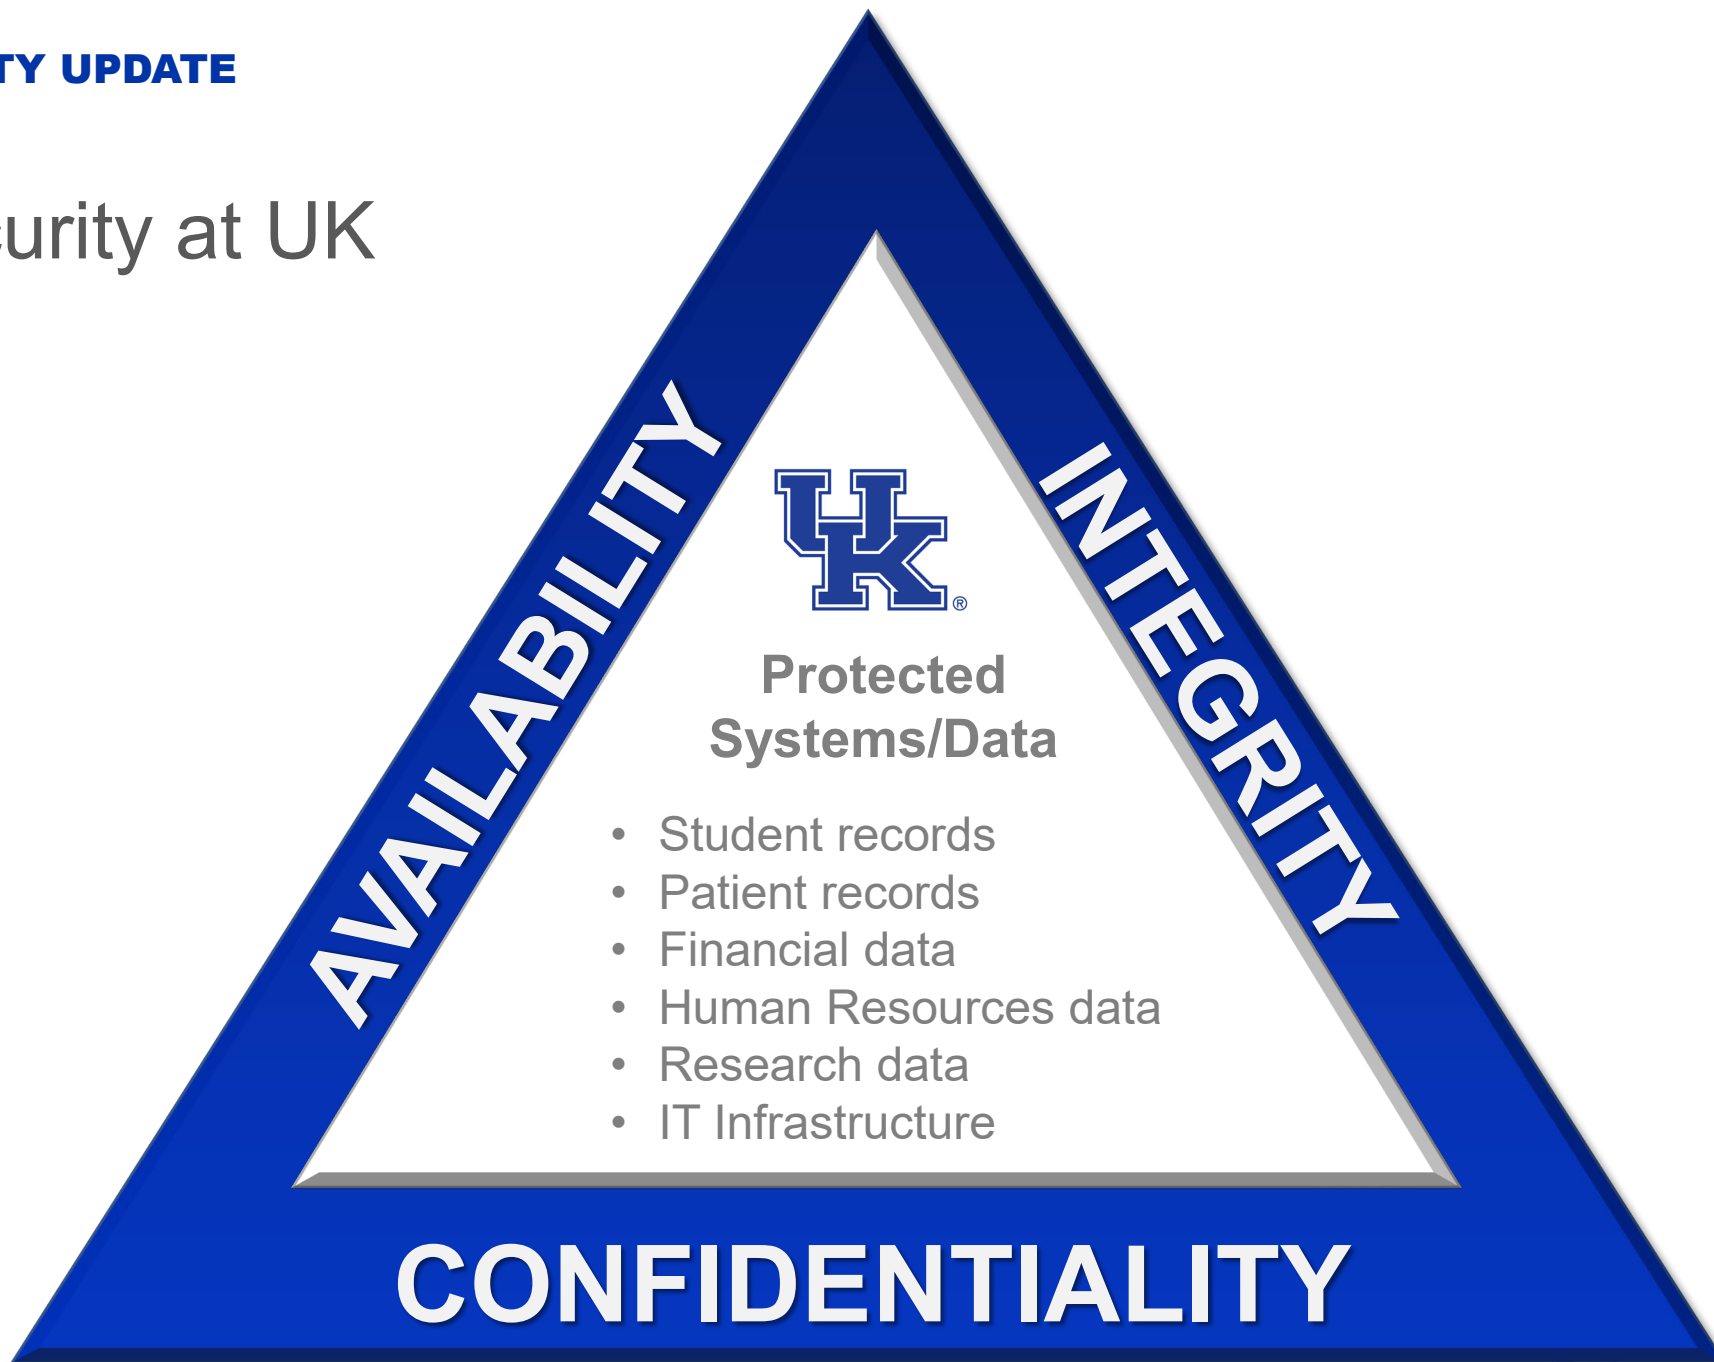 TY UPDATE
curity at UK
AVAILABILITY
INTEGRITY
UK®
Protected
Systems/Data
• Student records
• Patient records
• Financial data
• Human Resources data
• Research data
• IT Infrastructure
CONFIDENTIALITY